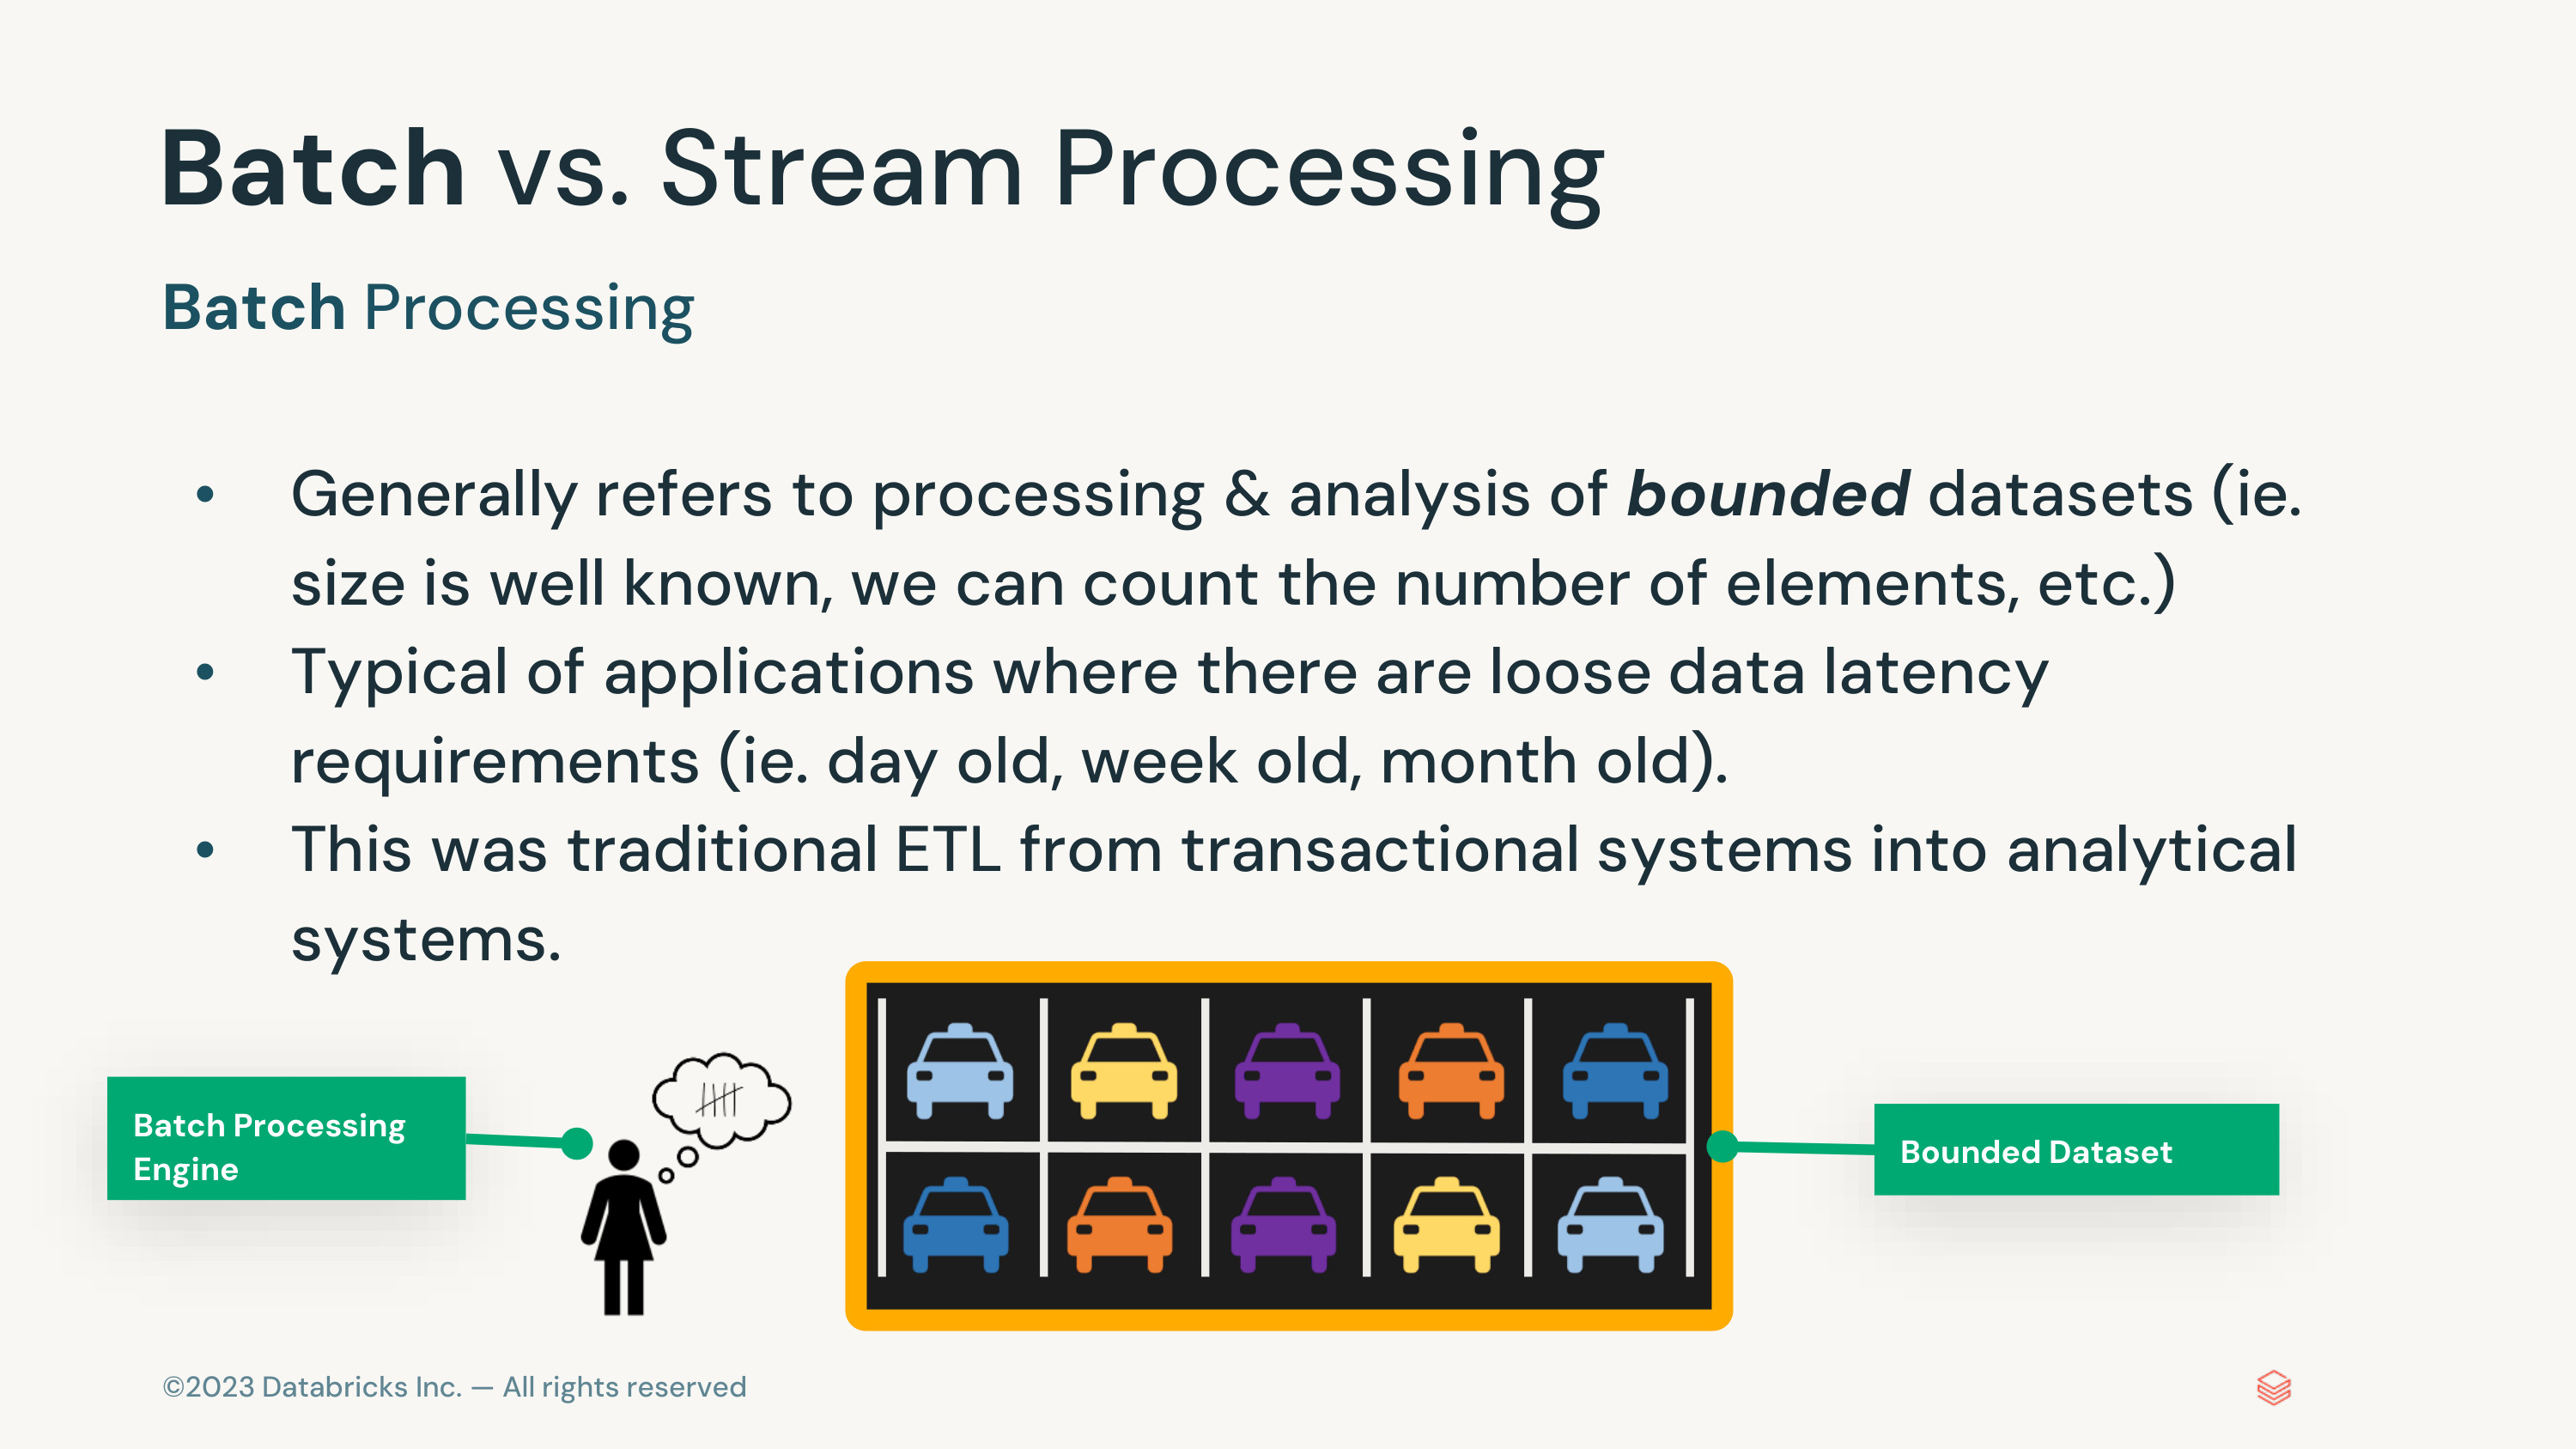 Batch vs. Stream Processing
Batch Processing
• Generally refers to processing & analysis of bounded datasets (ie.
size is well known, we can count the number of elements, etc.)
• Typical of applications where there are loose data latency
requirements (ie. day old, week old, month old).
• This was traditional ETL from transactional systems into analytical
systems.
Batch Processing
Engine
Bounded Dataset
©2023 Databricks Inc. — All rights reserved